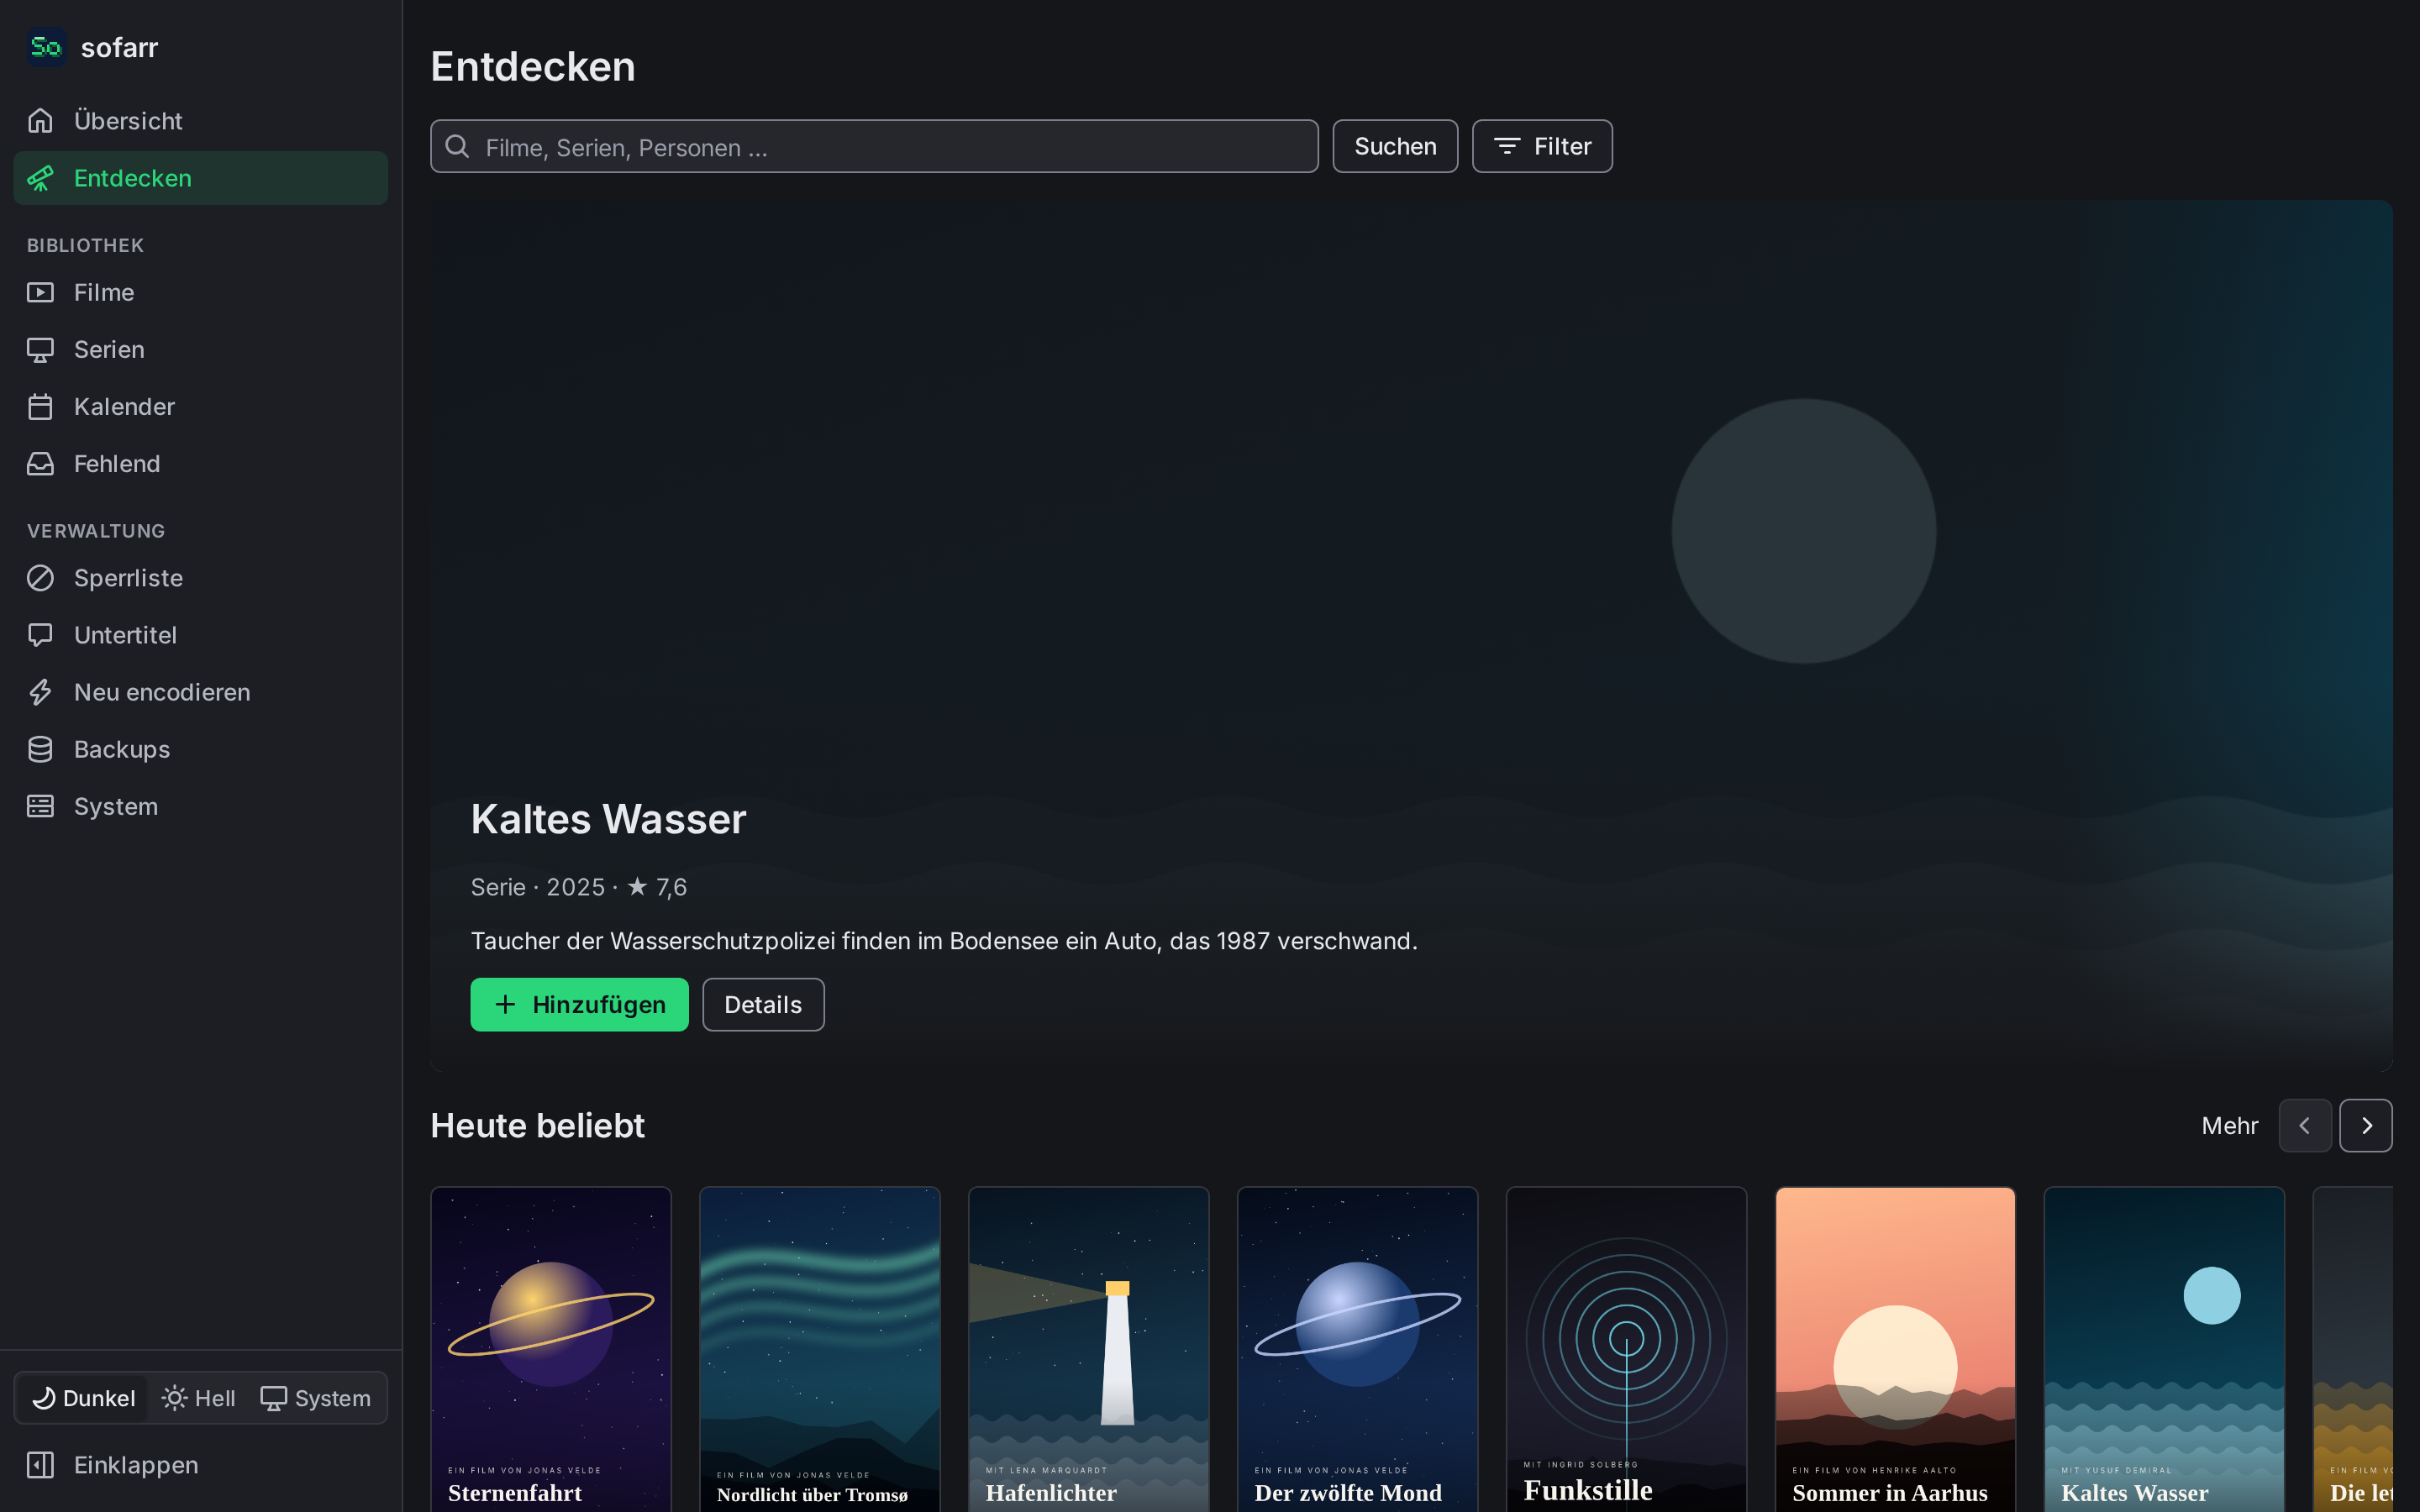 So sofarr
Übersicht
Entdecken
BIBLIOTHEK
Filme
Serien
Kalender
Fehlend
VERWALTUNG
Sperrliste
Untertitel
Neu encodieren
Backups
System
Dunkel Hell System
Einklappen
Entdecken
Filme, Serien, Personen ...
Suchen
Filter
Kaltes Wasser
Serie · 2025 · ★ 7,6
Taucher der Wasserschutzpolizei finden im Bodensee ein Auto, das 1987 verschwand.
Hinzufügen
Details
Heute beliebt
Mehr
EIN FILM VON JONAS VELDE
Sternenfahrt
EIN FILM VON JONAS VELDE
Nordlicht über Tromsø
MIT LENA MARQUARDT
Hafenlichter
EIN FILM VON JONAS VELDE
Der zwölfte Mond
MIT INGRID SOLBERG
Funkstille
EIN FILM VON HENRIKE AALTO
Sommer in Aarhus
MIT YUSUF DEMIRAL
Kaltes Wasser
EIN FILM
Die